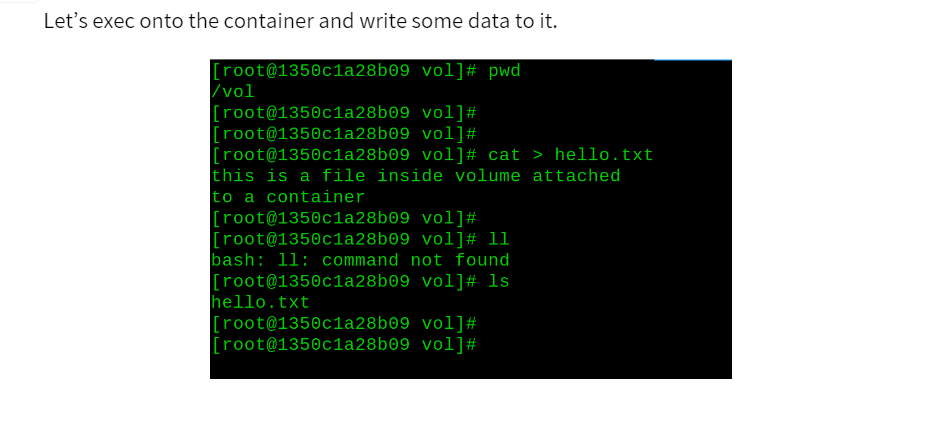 Let’s exec onto the container and write some data to it.
[root@1350c1a28b09 vol]# pwd
/vol
[root@1350c1a28b09 vol]#
[root@1350c1a28b09 vol]#
[root@1350c1a28b09 vol]# cat > hello.txt
this is a file inside volume attached
to a container
[root@1350c1a28b09 vol]#
[root@1350c1a28b09 vol]# ll
bash: ll: command not found
[root@1350c1a28b09 vol]# ls
hello.txt
[root@1350c1a28b09 vol]#
[root@1350c1a28b09 vol]#